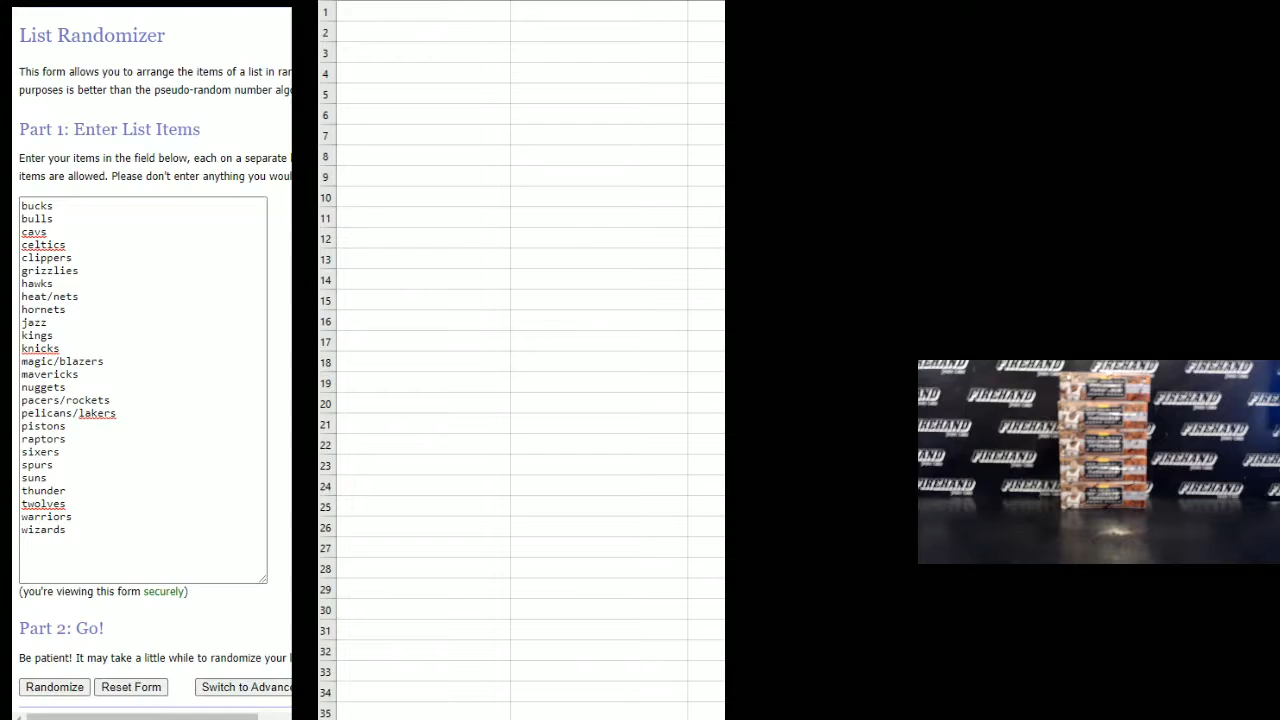 List Randomizer
This form allows you to arrange the items of a list in
purposes is better than the pseudo-random number
Part 1: Enter List Items
Enter your items in the field below, each on a separate
items are allowed. Please don't enter anything you
bucks
bulls
cavs
celtics
clippers
grizzlies
hawks
heat/nets
hornets
jazz
kings
knicks
magic/blazers
mavericks
nuggets
pacers/rockets
pelicans/lakers
pistons
raptors
sixers
spurs
suns
thunder
twolves
warriors
wizards
(you're viewing this form securely)
Part 2: Go!
Be patient! It may take a little while to randomize your
Randomize Reset Form Switch to
1
2
3
4
5
6
7
8
9
10
11
12
13
14
15
16
17
18
19
20
21
22
23
24
25
26
27
28
29
30
31
32
33
34
35
FIREHAND
FIREHAND
FIREHAND
FIREHAND
FIREHAND
FIREHAND
FIREHAND
FIREHAND